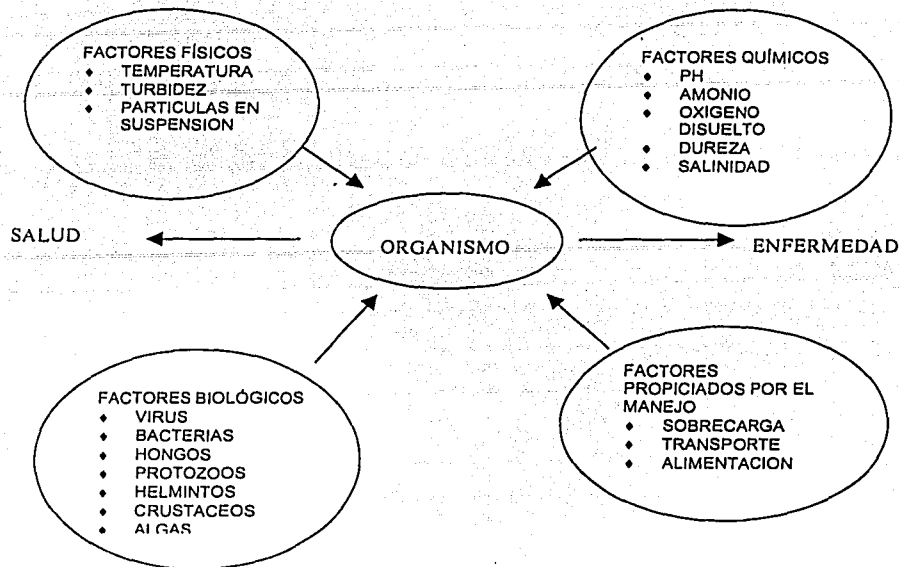 FACTORES FÍSICOS
♦ TEMPERATURA
♦ TURBIDEZ
♦ PARTICULAS EN
SUSPENSION
FACTORES QUÍMICOS
♦ PH
♦ AMONIO
♦ OXIGENO
DISUELTO
♦ DUREZA
♦ SALINIDAD
SALUD
ORGANISMO
ENFERMEDAD
FACTORES BIOLÓGICOS
♦ VIRUS
♦ BACTERIAS
♦ HONGOS
♦ PROTOZOOS
♦ HELMINTOS
♦ CRUSTACEOS
♦ ALGAS
FACTORES
PROPICIADOS POR EL
MANEJO
♦ SOBRECARGA
♦ TRANSPORTE
♦ ALIMENTACION